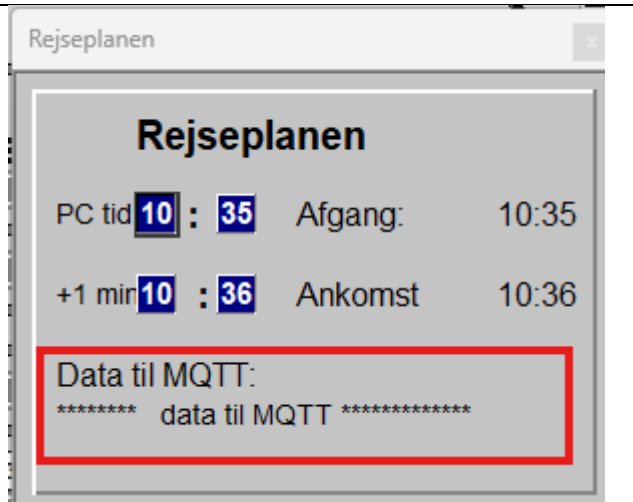 Rejseplanen
Rejseplanen
PC tid 10 : 35 Afgang: 10:35
+1 min 10 : 36 Ankomst 10:36
Data til MQTT:
******** data til MQTT *************